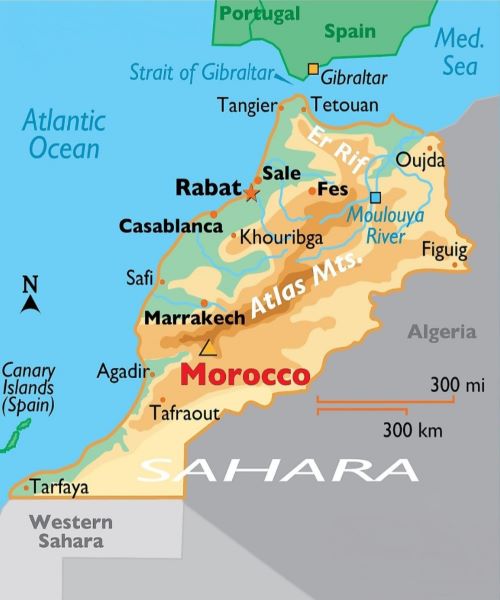 Portugal
Spain
Med.
Sea
Strait of Gibraltar
Gibraltar
Tangier
Tetouan
Atlantic
Ocean
Er Rif
Oujda
Sale
Rabat
Fes
Moulouya
River
Casablanca
Khouribga
Figuig
Safi
Atlas Mts.
N
Marrakech
Algeria
Canary
Islands
(Spain)
Agadir
Morocco
300 mi
Tafraout
300 km
SAHARA
Tarfaya
Western
Sahara